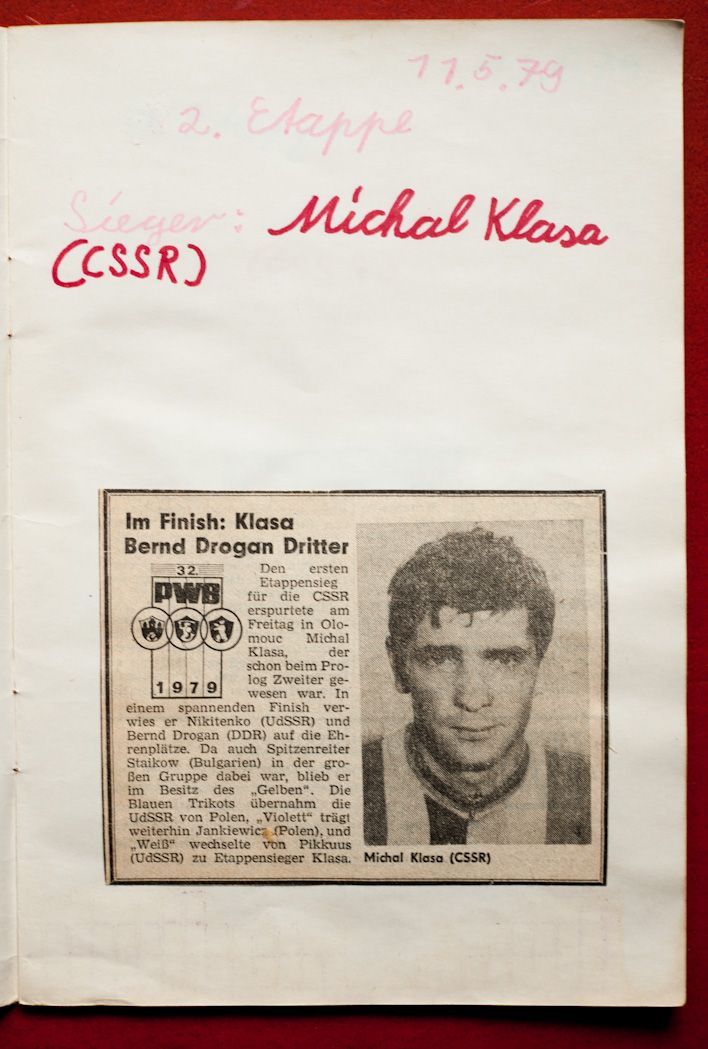 11.5.79
2. Etappe
Sieger: Michal Klasa
(CSSR)
Im Finish: Klasa
Bernd Drogan Dritter
32.
PWB
1979
Den ersten
Etappensieg
für die CSSR
erspurtete am
Freitag in Olo-
mouc Michal
Klasa, der
schon beim Pro-
log Zweiter ge-
wesen war. In
einem spannenden Finish ver-
wies er Nikitenko (UdSSR) und
Bernd Drogan (DDR) auf die Eh-
renplätze. Da auch Spitzenreiter
Staikow (Bulgarien) in der gro-
ßen Gruppe dabei war, blieb er
im Besitz des „Gelben“. Die
Blauen Trikots übernahm die
UdSSR von Polen, „Violett“ trägt
weiterhin Jankiewicz (Polen), und
„Weiß“ wechselte von Pikkuus
(UdSSR) zu Etappensieger Klasa.
Michal Klasa (CSSR)